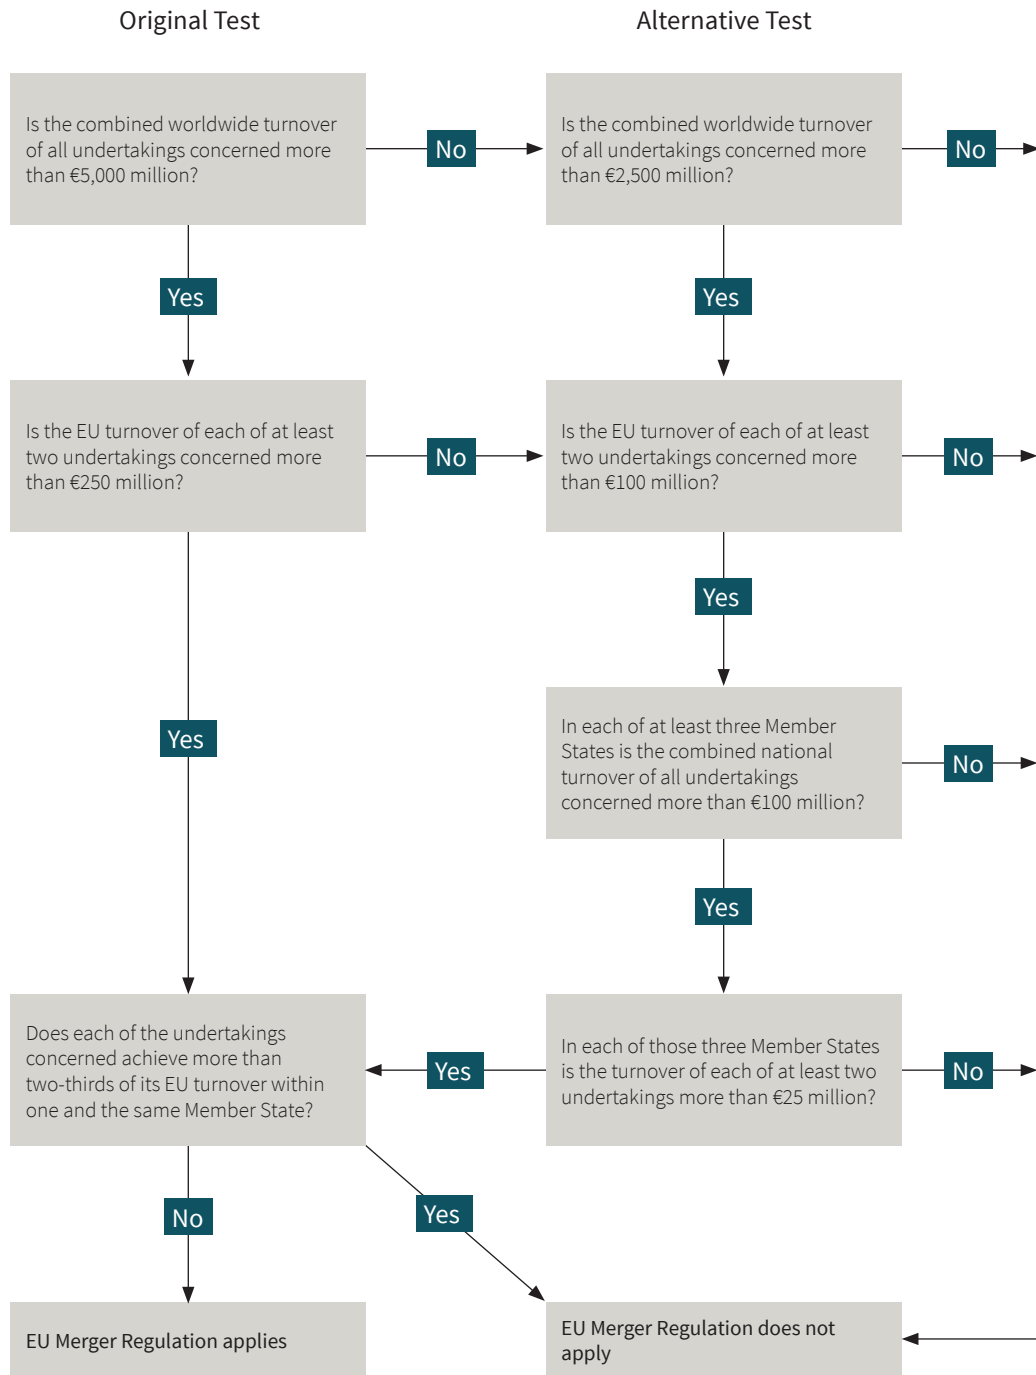 Original Test
Alternative Test
Is the combined worldwide turnover
of all undertakings concerned more
than €5,000 million?
No
Is the combined worldwide turnover
of all undertakings concerned more
than €2,500 million?
No
Yes
Yes
Is the EU turnover of each of at least
two undertakings concerned more
than €250 million?
No
Is the EU turnover of each of at least
two undertakings concerned more
than €100 million?
No
Yes
Yes
In each of at least three Member
States is the combined national
turnover of all undertakings
concerned more than €100 million?
No
Yes
Does each of the undertakings
concerned achieve more than
two-thirds of its EU turnover within
one and the same Member State?
Yes
In each of those three Member States
is the turnover of each of at least two
undertakings more than €25 million?
No
No
Yes
EU Merger Regulation applies
EU Merger Regulation does not
apply